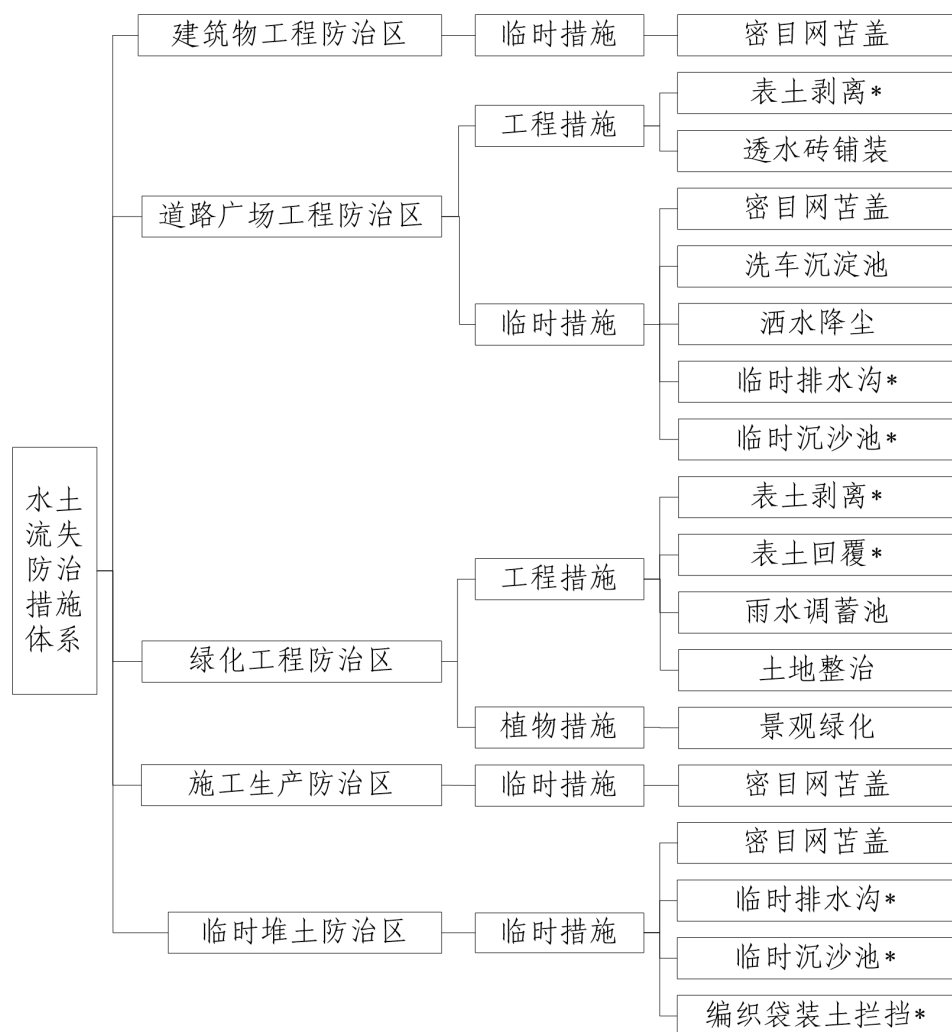 水土
流失
防治
措施
体系
建筑物工程防治区
临时措施
密目网苫盖
道路广场工程防治区
工程措施
表土剥离*
透水砖铺装
临时措施
密目网苫盖
洗车沉淀池
洒水降尘
临时排水沟*
临时沉沙池*
绿化工程防治区
工程措施
表土剥离*
表土回覆*
雨水调蓄池
土地整治
植物措施
景观绿化
施工生产防治区
临时措施
密目网苫盖
临时堆土防治区
临时措施
密目网苫盖
临时排水沟*
临时沉沙池*
编织袋装土拦挡*